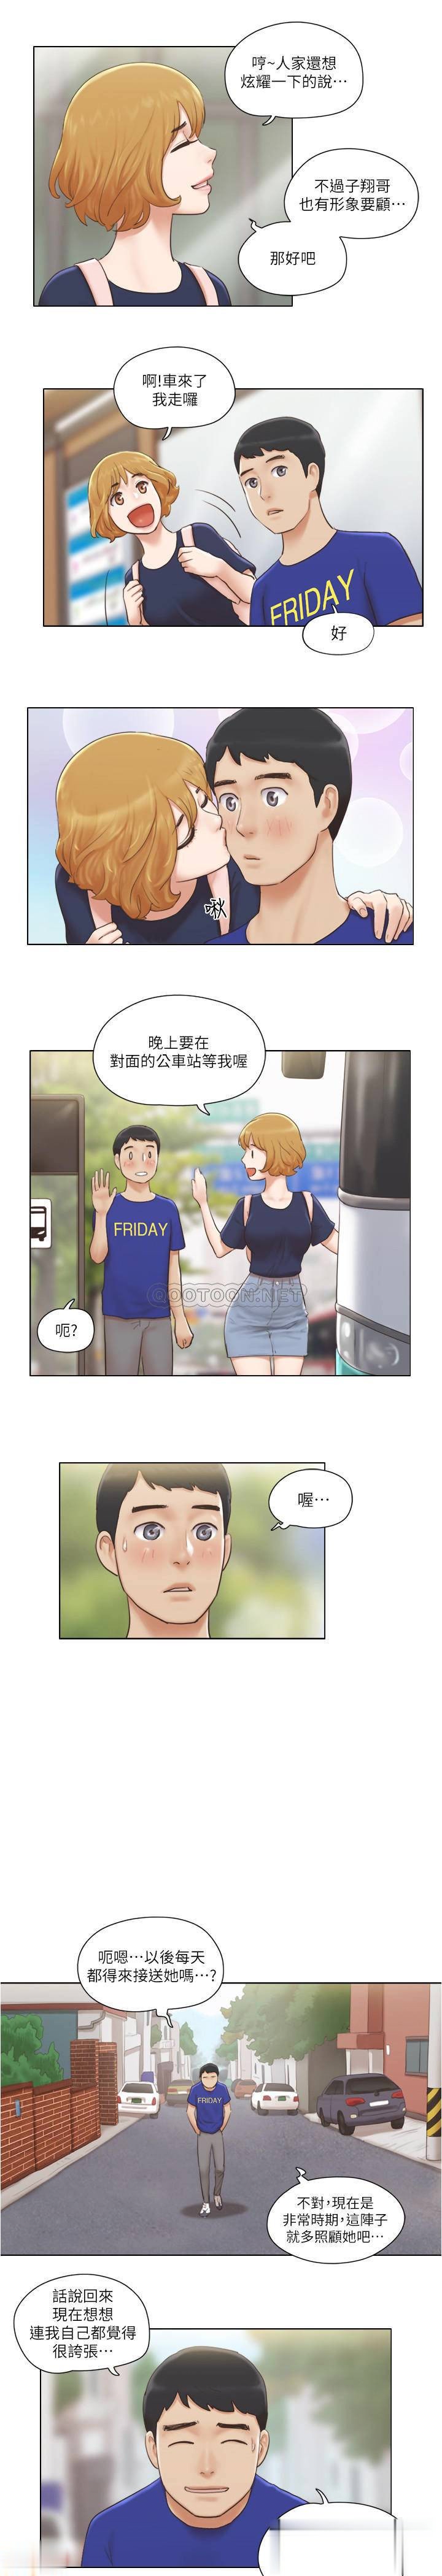 哼~人家還想
炫耀一下的說⋯
不過子翔哥
也有形象要顧⋯
那好吧
啊!車來了
我走囉
FRIDAY
好
啾
晚上要在
對面的公車站等我喔
FRIDAY
QOOTOON.NET
呃?
喔⋯
呃嗯⋯以後每天
都得來接送她嗎⋯?
FRIDAY
不對,現在是
非常時期,這陣子
就多照顧她吧⋯
話說回來
現在想想
連我自己都覺得
很誇張⋯